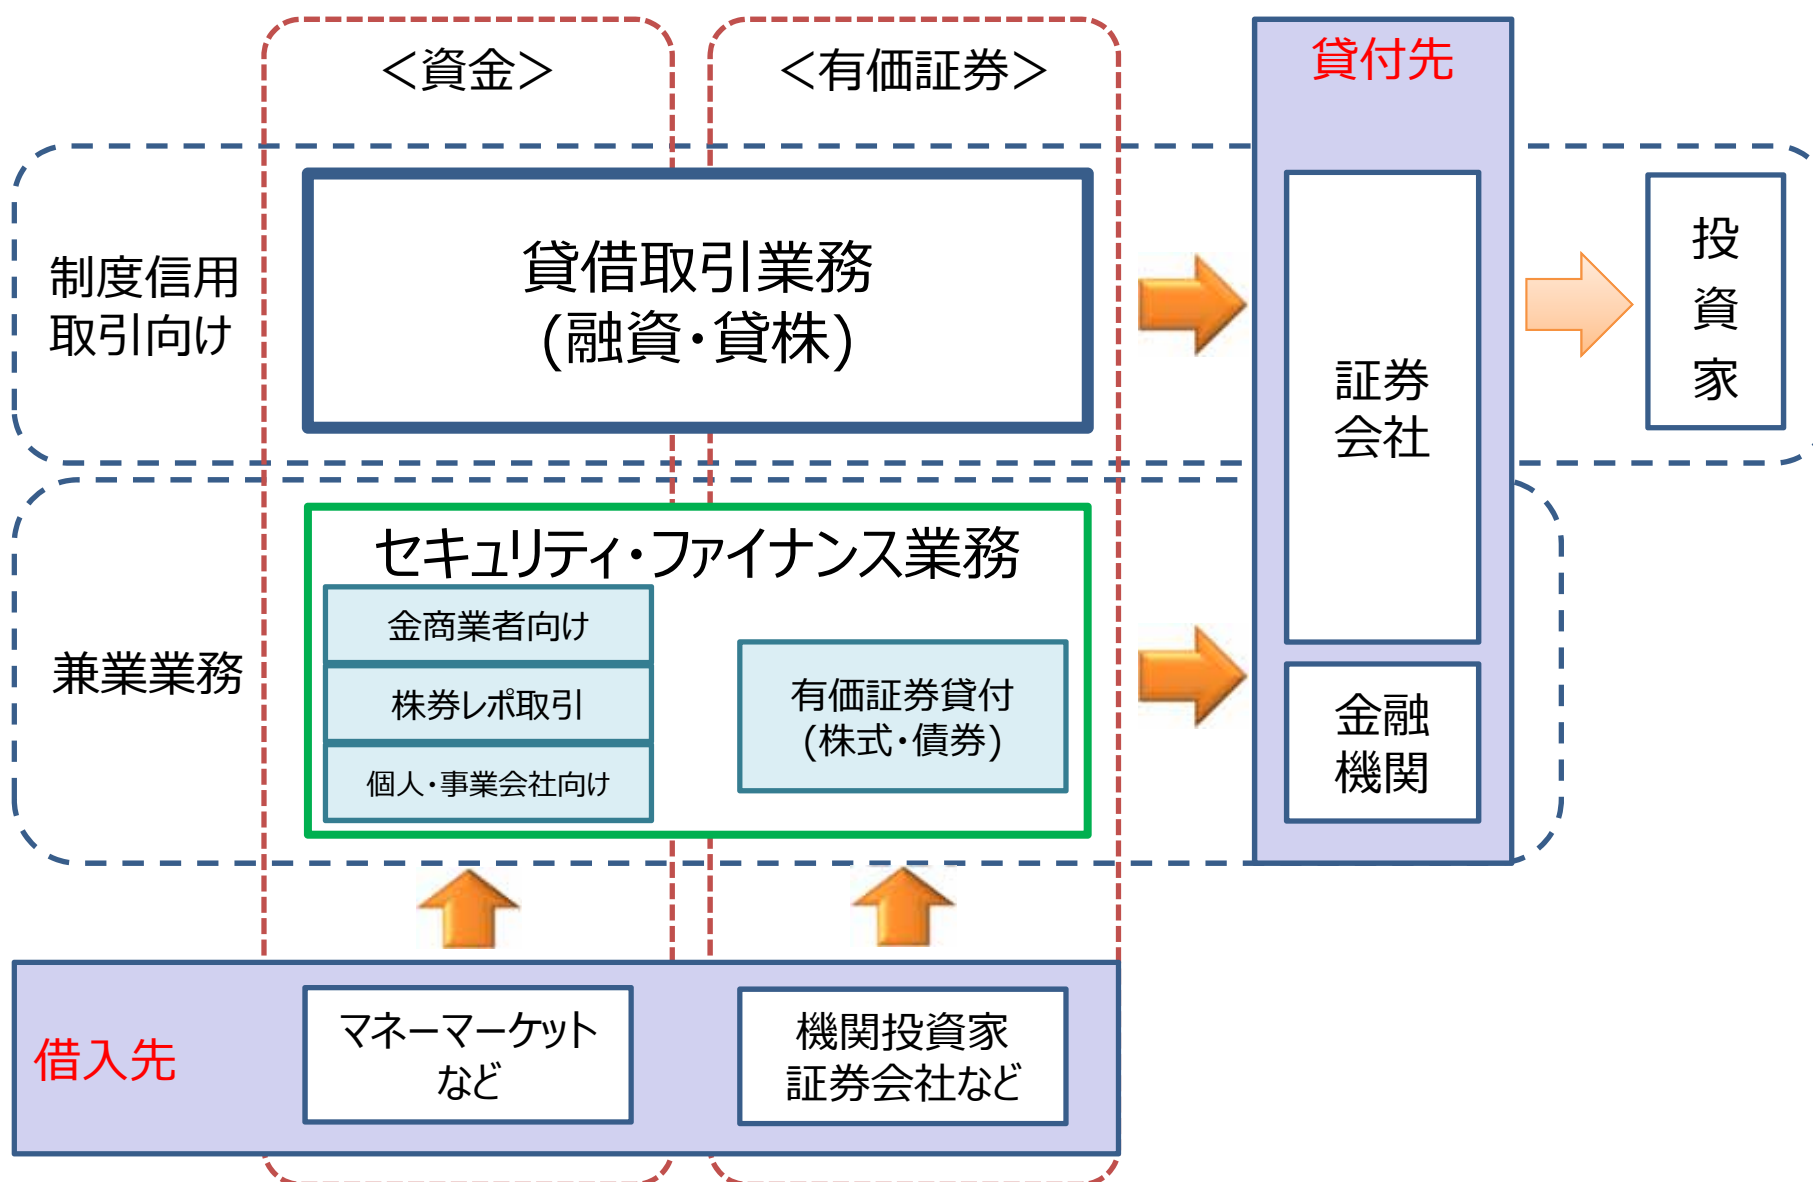 ＜資金＞
＜有価証券＞
貸付先
制度信用
取引向け
貸借取引業務
(融資・貸株)
証券
会社
投
資
家
兼業業務
セキュリティ・ファイナンス業務
金商業者向け
株券レポ取引
個人・事業会社向け
有価証券貸付
(株式・債券)
金融
機関
借入先
マネーマーケット
など
機関投資家
証券会社など